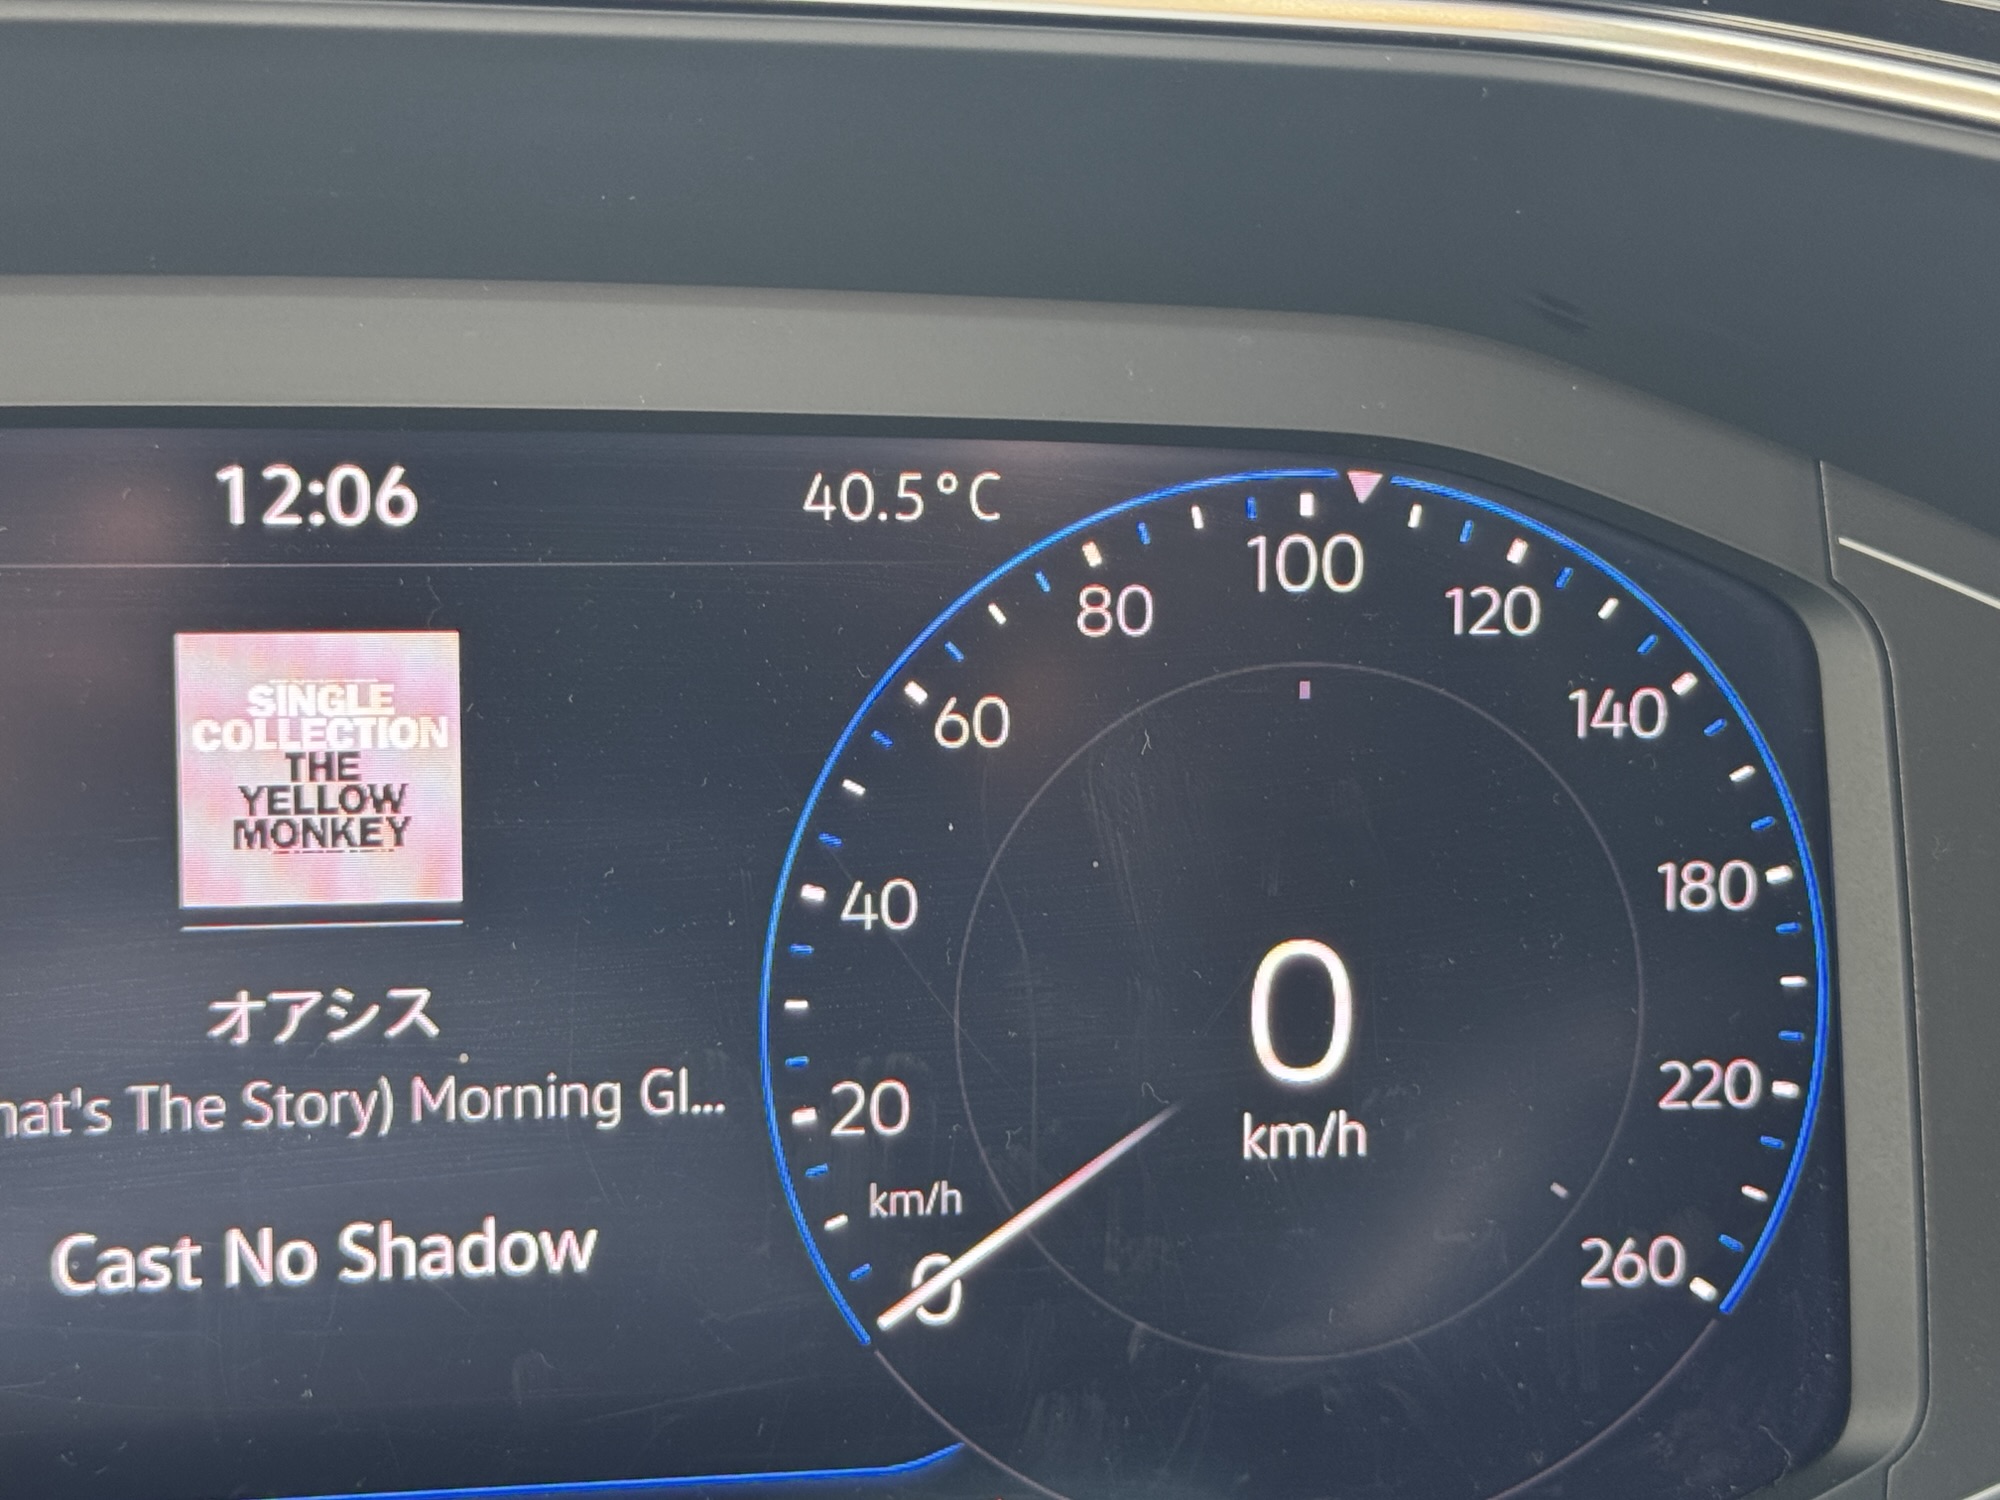 12:06
40.5°C
SINGLE
COLLECTION
THE
YELLOW
MONKEY
オアシス
hat's The Story) Morning Gl...
Cast No Shadow
0
20
40
60
80
100
120
140
180
220
260
km/h
0
km/h